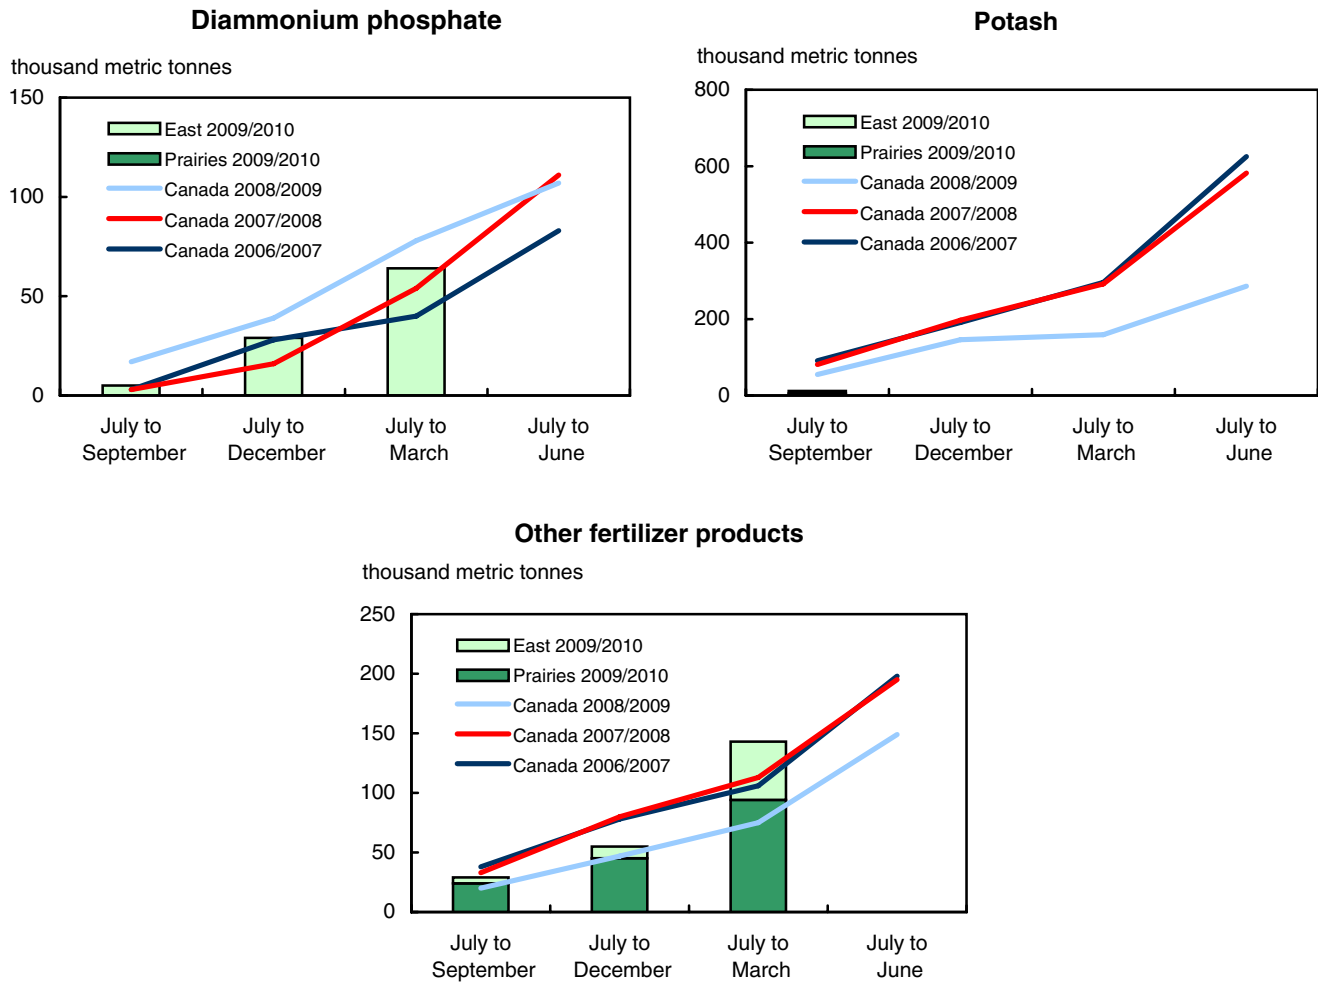 Diammonium phosphate
thousand metric tonnes
150
100
50
0
East 2009/2010
Prairies 2009/2010
Canada 2008/2009
Canada 2007/2008
Canada 2006/2007
July to July to July to July to
September December March June
Potash
thousand metric tonnes
800
600
400
200
0
East 2009/2010
Prairies 2009/2010
Canada 2008/2009
Canada 2007/2008
Canada 2006/2007
July to July to July to July to
September December March June
Other fertilizer products
thousand metric tonnes
250
200
150
100
50
0
East 2009/2010
Prairies 2009/2010
Canada 2008/2009
Canada 2007/2008
Canada 2006/2007
July to July to July to July to
September December March June